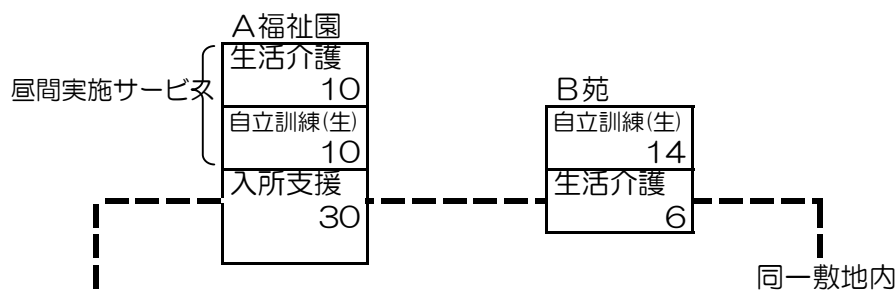 A福祉園
生活介護
10
昼間実施サービス
自立訓練(生)
10
入所支援
30
B苑
自立訓練(生)
14
生活介護
6
同一敷地内